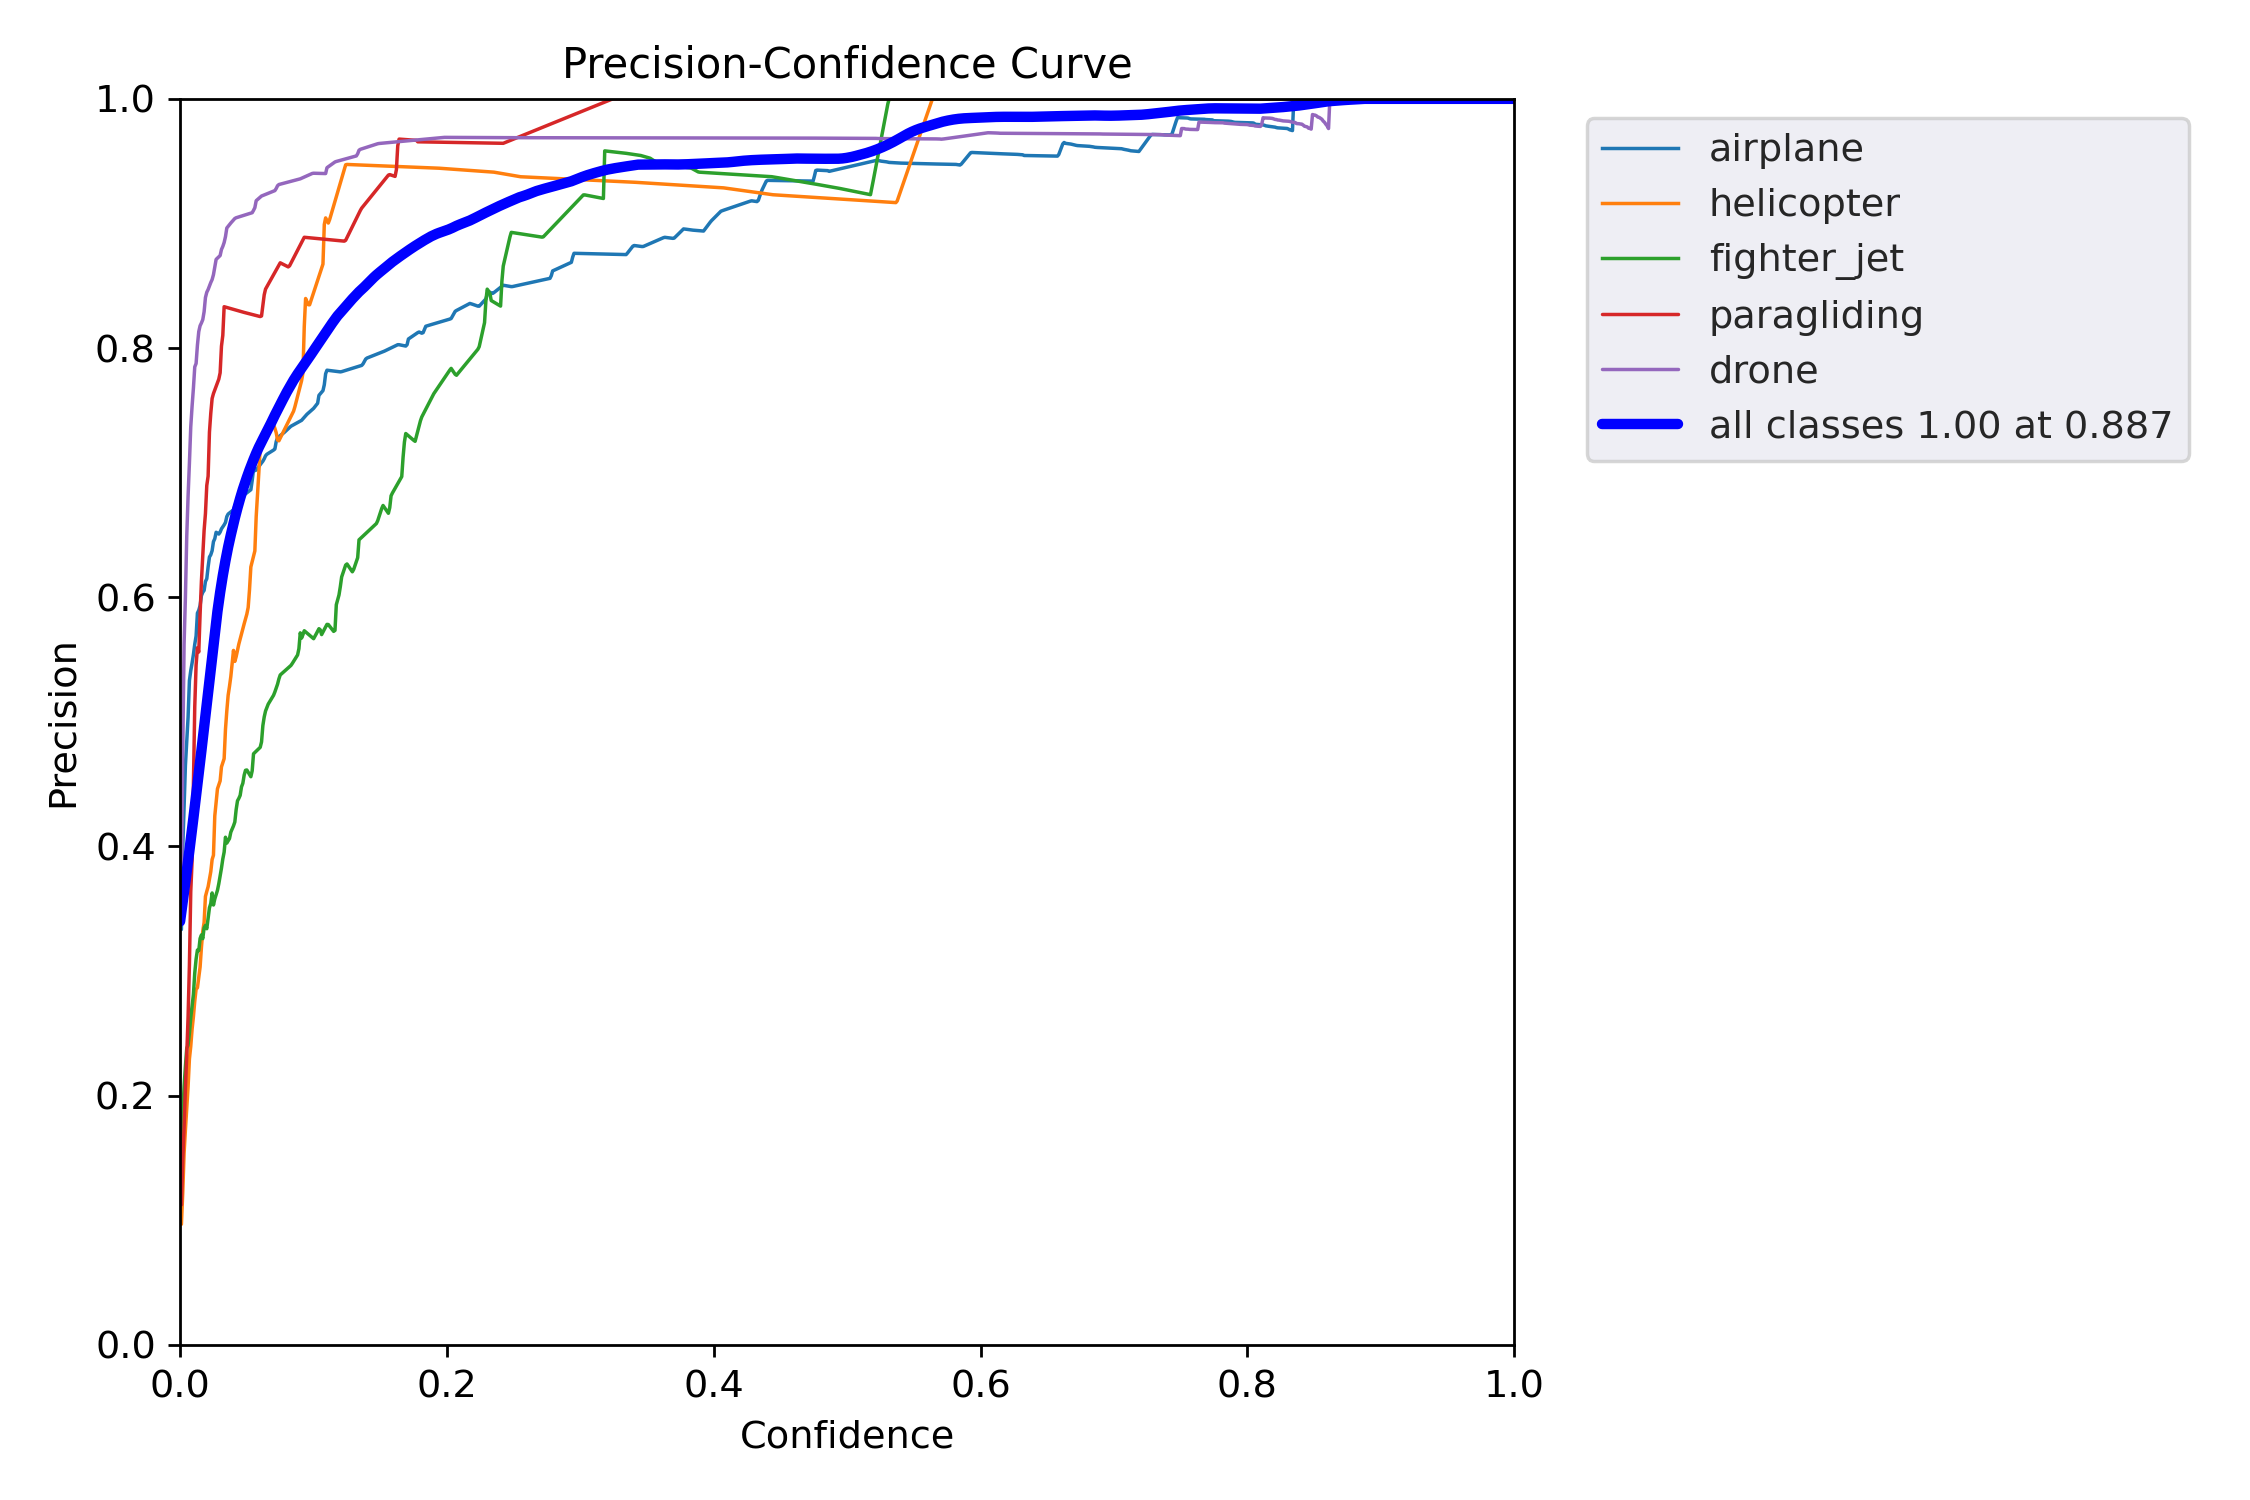 Precision-Confidence Curve
1.0
0.8
0.6
0.4
0.2
0.0
Precision
0.0 0.2 0.4 0.6 0.8 1.0
Confidence
airplane
helicopter
fighter_jet
paragliding
drone
all classes 1.00 at 0.887